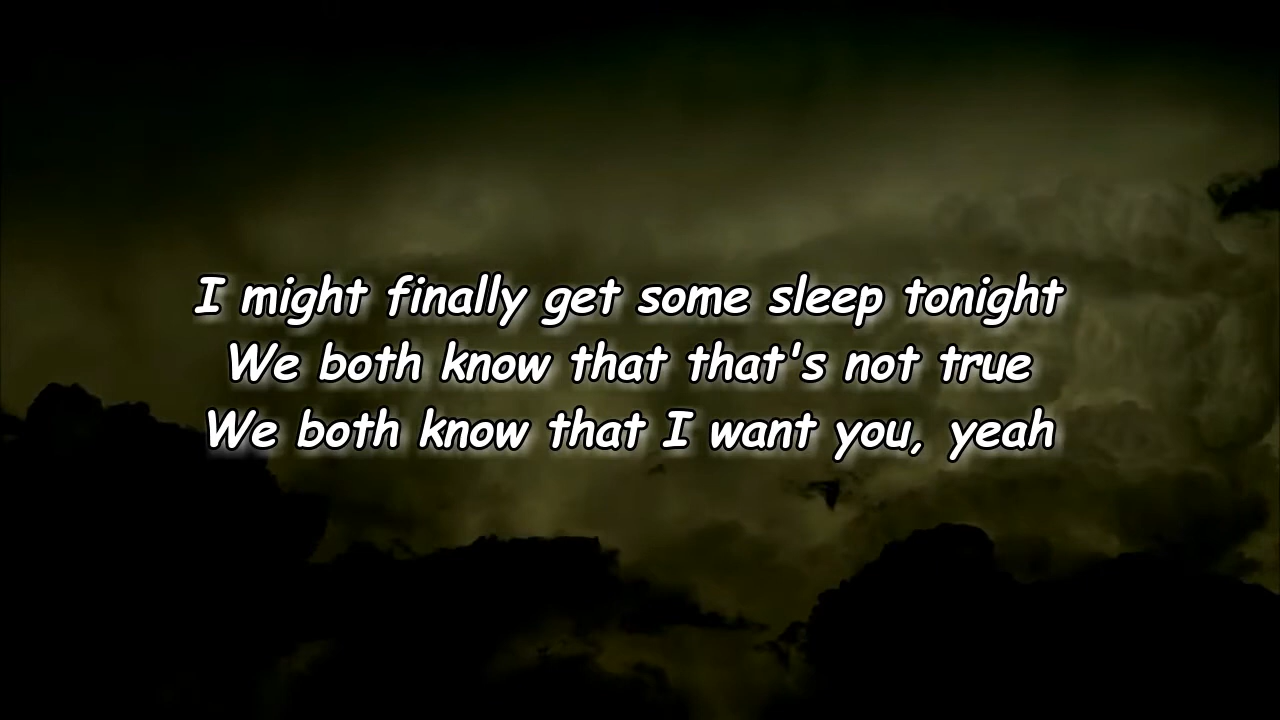 I might finally get some sleep tonight
We both know that that's not true
We both know that I want you, yeah